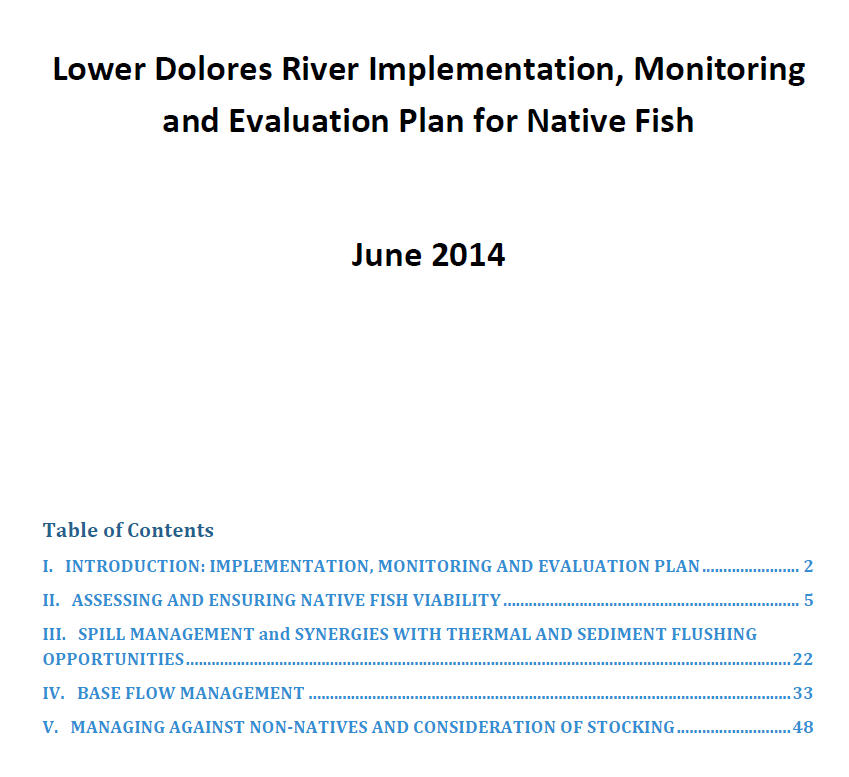 Lower Dolores River Implementation, Monitoring
and Evaluation Plan for Native Fish
June 2014
Table of Contents
I. INTRODUCTION: IMPLEMENTATION, MONITORING AND EVALUATION PLAN ....................... 2
II. ASSESSING AND ENSURING NATIVE FISH VIABILITY ...................................................................... 5
III. SPILL MANAGEMENT and SYNERGIES WITH THERMAL AND SEDIMENT FLUSHING
OPPORTUNITIES ............................................................................................................................................... 22
IV. BASE FLOW MANAGEMENT .................................................................................................................. 33
V. MANAGING AGAINST NON-NATIVES AND CONSIDERATION OF STOCKING ........................... 48